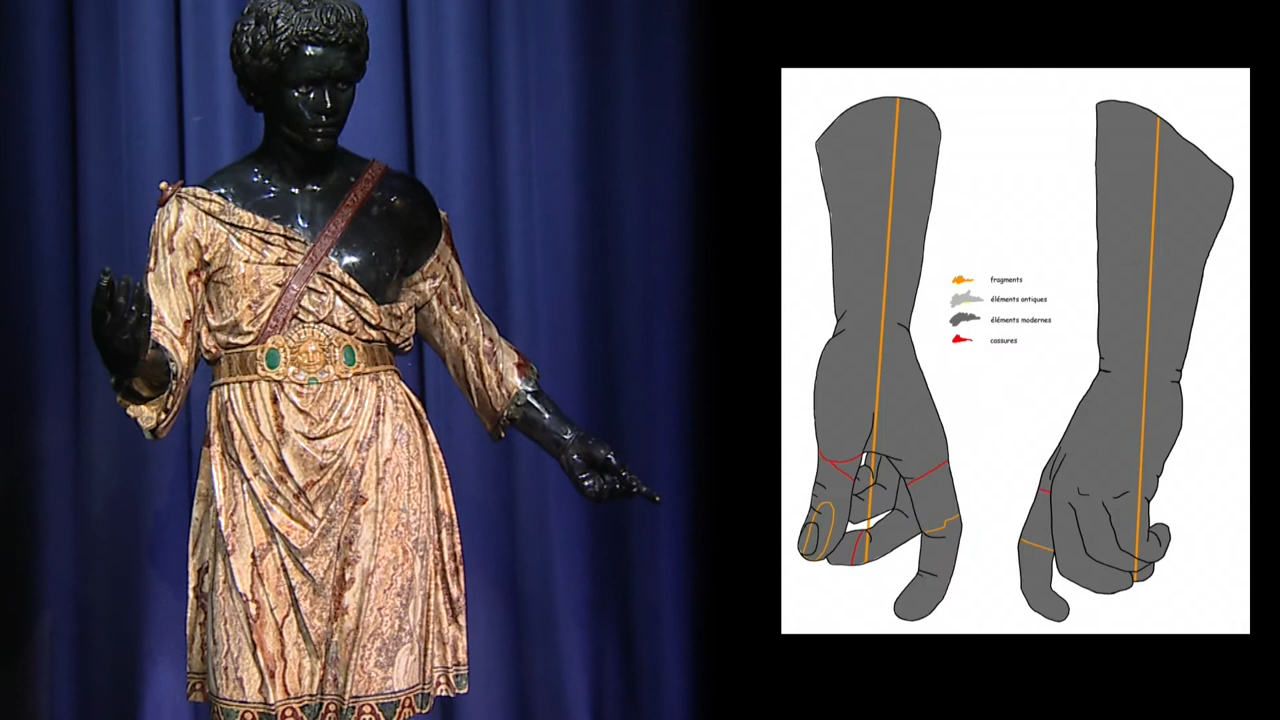 fragments
éléments antiques
éléments modernes
cassures